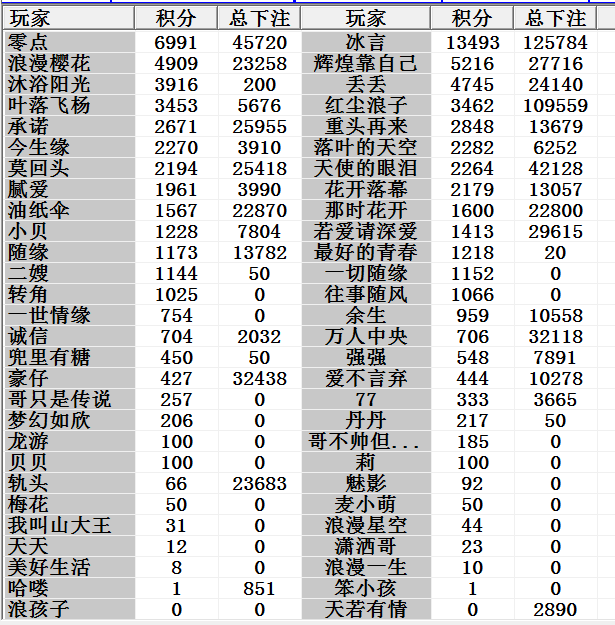 玩家 积分 总下注 玩家 积分 总下注
零点 6991 45720 冰言 13493 125784
浪漫樱花 4909 23258 辉煌靠自己 5216 27716
沐浴阳光 3916 200 丢丢 4745 24140
叶落飞杨 3453 5676 红尘浪子 3462 109559
承诺 2671 25955 重头再来 2848 13679
今生缘 2270 3910 落叶的天空 2282 6252
莫回头 2194 25418 天使的眼泪 2264 42128
腻爱 1961 3990 花开落幕 2179 13057
油纸伞 1567 22870 那时花开 1600 22800
小贝 1228 7804 若爱请深爱 1413 29615
随缘 1173 13782 最好的青春 1218 20
二嫂 1144 50 一切随缘 1152 0
转角 1025 0 往事随风 1066 0
一世情缘 754 0 余生 959 10558
诚信 704 2032 万人中央 706 32118
兜里有糖 450 50 强强 548 7891
豪仔 427 32438 爱不言弃 444 10278
哥只是传说 257 0 77 333 3665
梦幻如欣 206 0 丹丹 217 50
龙游 100 0 哥不帅但... 185 0
贝贝 100 0 莉 100 0
轨头 66 23683 魅影 92 0
梅花 50 0 麦小萌 50 0
我叫山大王 31 0 浪漫星空 44 0
天天 12 0 潇洒哥 23 0
美好生活 8 0 浪漫一生 10 0
哈喽 1 851 笨小孩 1 0
浪孩子 0 0 天若有情 0 2890